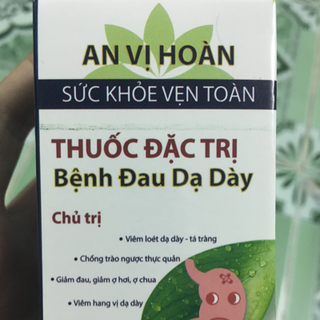 AN VỊ HOÀN
SỨC KHỎE VẸN TOÀN
THUỐC ĐẶC TRỊ
Bệnh Đau Dạ Dày
Chủ trị
• Viêm loét dạ dày - tá tràng
• Chống trào ngược thực quản
• Giảm đau, giảm ợ hơi, ợ chua
• Viêm hang vị dạ dày